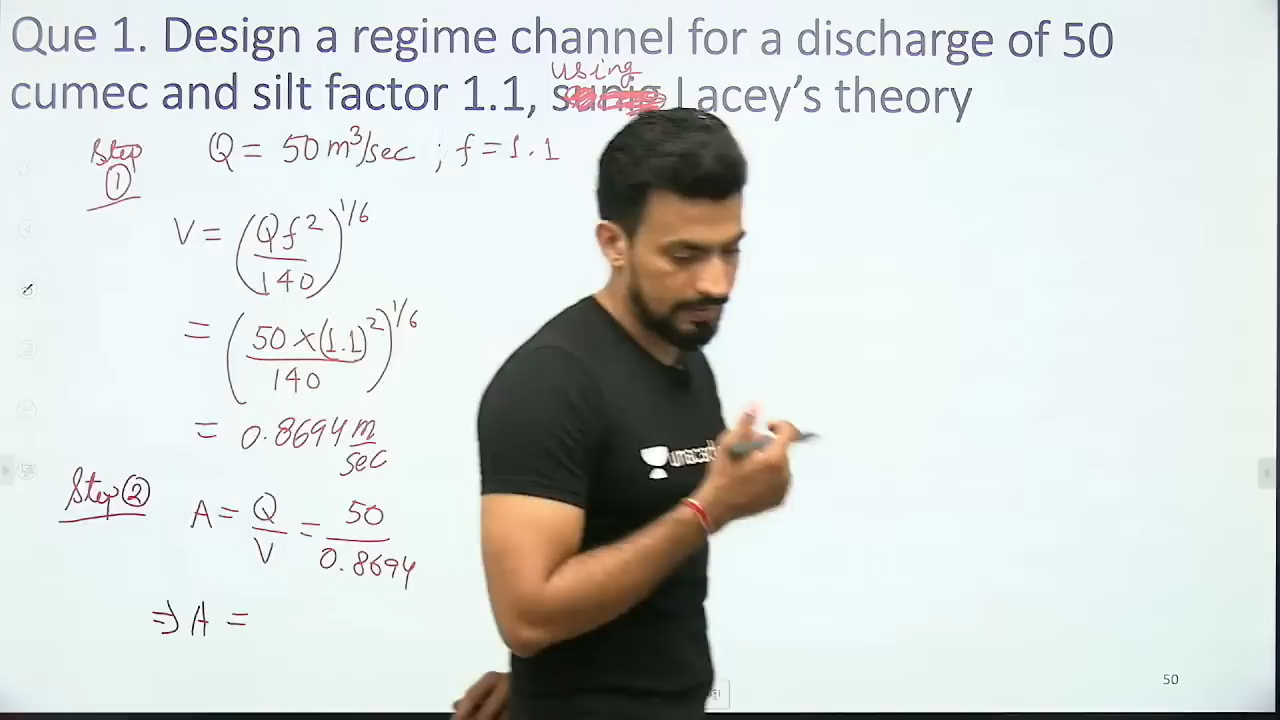 Que 1. Design a regime channel for a discharge of 50
using
cumec and silt factor 1.1, Lacey's theory
Step ① Q = 50 m³/sec ; f = 1.1
V = (Qf²/140)^1/6
= (50 × (1.1)²/140)^1/6
= 0.8694 m/sec
Step ② A = Q/V = 50/0.8694
⇒ A =
50